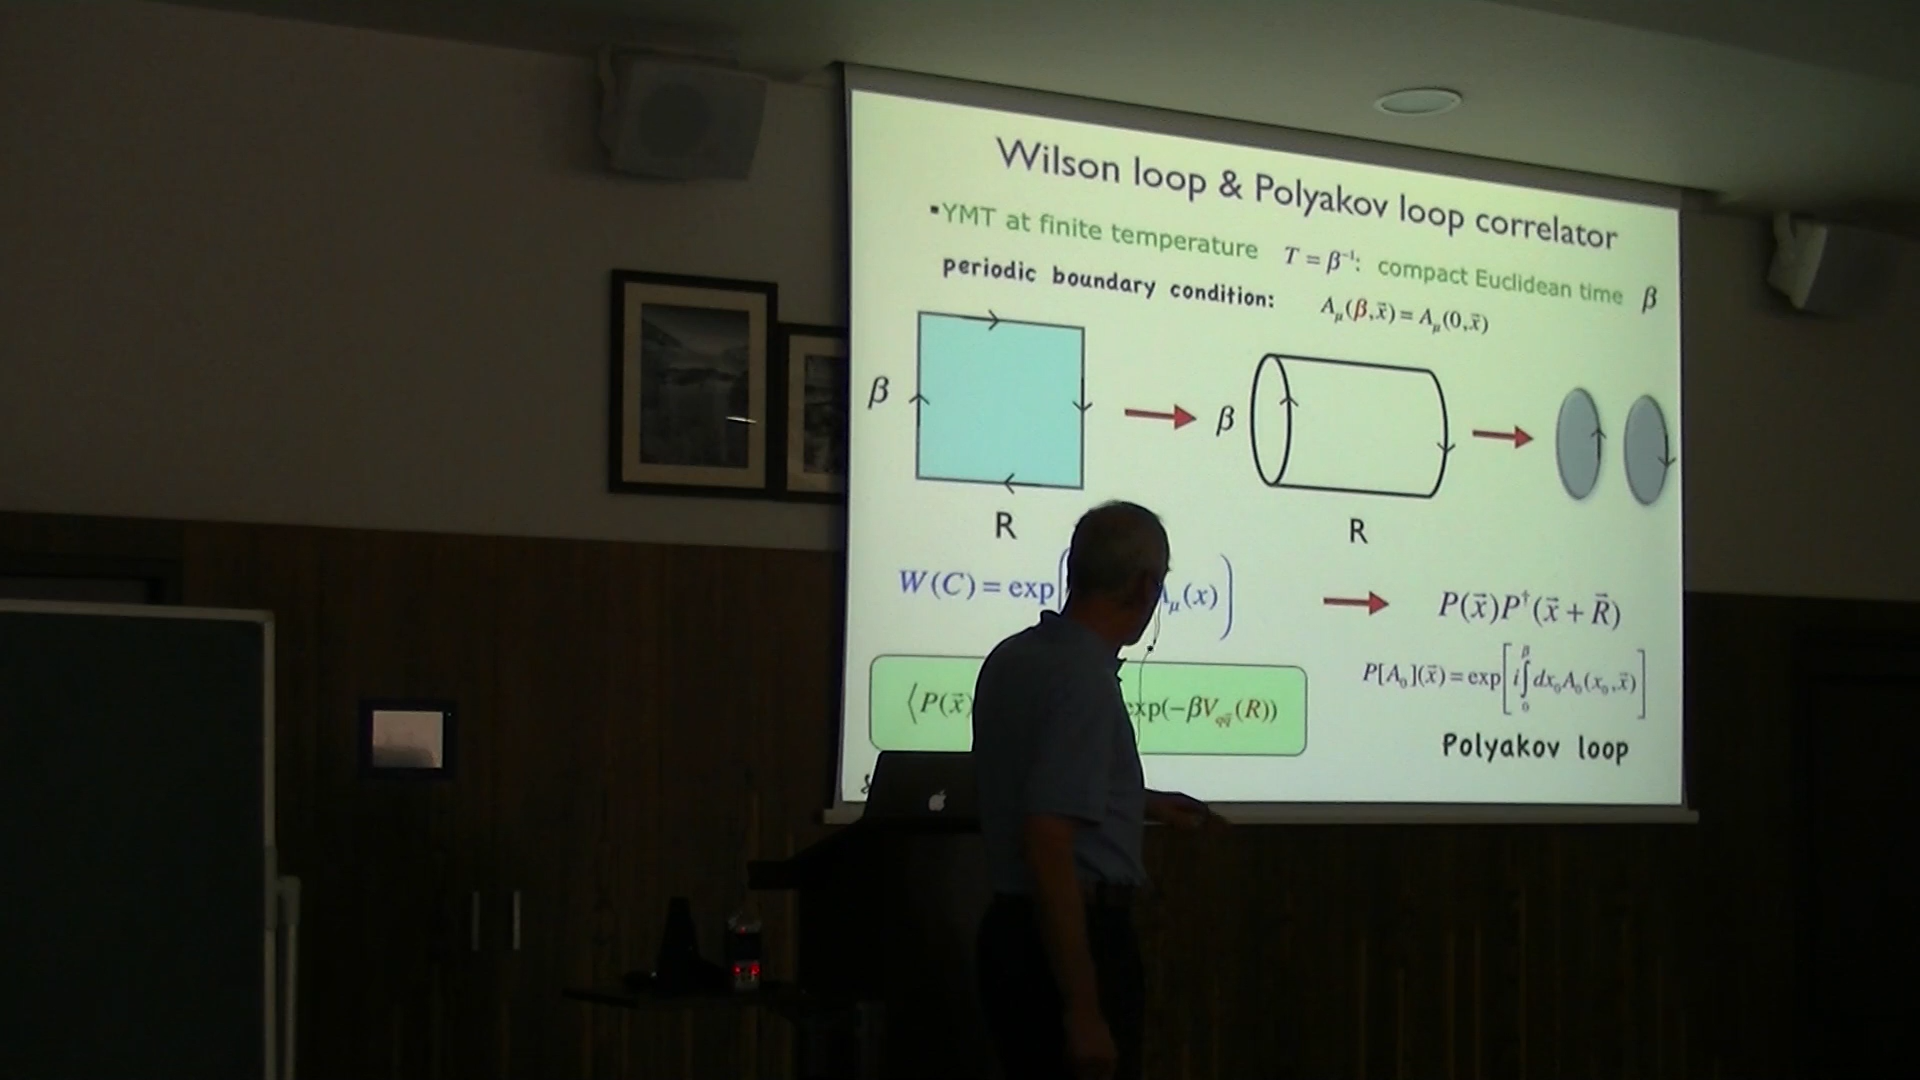 Wilson loop & Polyakov loop correlator
▪YMT at finite temperature T = β⁻¹: compact Euclidean time β
periodic boundary condition: A_μ(β,x⃗) = A_μ(0,x⃗)
β
β
R
R
W(C) = exp( A_μ(x) )
P(x⃗)P†(x⃗ + R⃗)
P[A₀](x⃗) = exp[ i∫₀^β dx₀A₀(x₀,x⃗) ]
⟨P(x⃗) exp(−βV_qq̄(R))
Polyakov loop